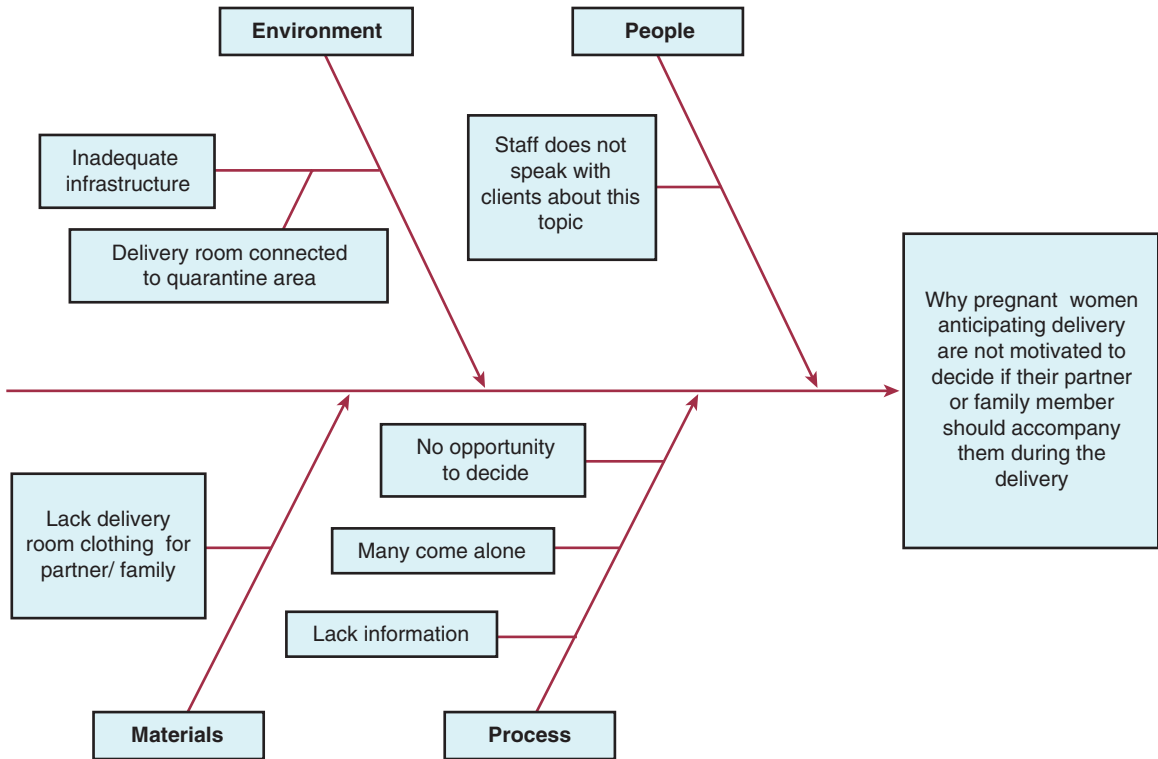 Environment
People
Inadequate
infrastructure
Delivery room connected
to quarantine area
Staff does not
speak with
clients about this
topic
Why pregnant women
anticipating delivery
are not motivated to
decide if their partner
or family member
should accompany
them during the
delivery
Lack delivery
room clothing for
partner/ family
No opportunity
to decide
Many come alone
Lack information
Materials
Process